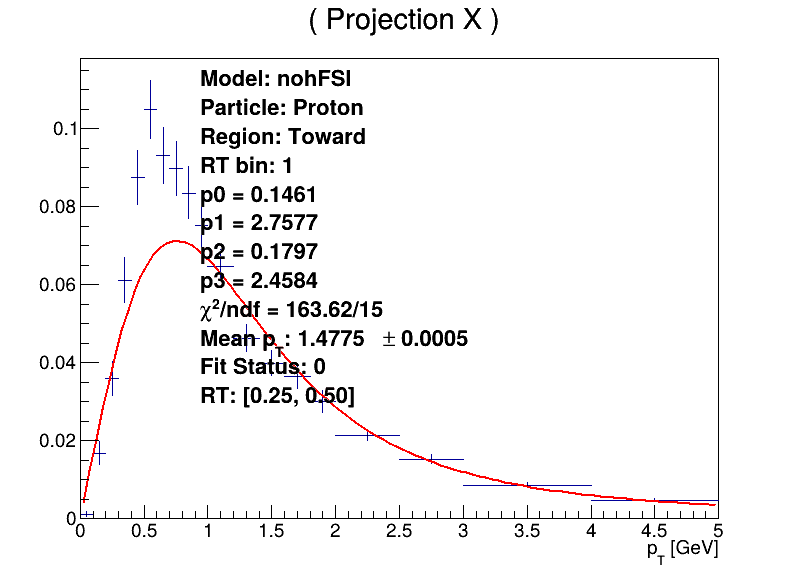 ( Projection X )
Model: nohFSI
Particle: Proton
Region: Toward
RT bin: 1
p0 = 0.1461
p1 = 2.7577
p2 = 0.1797
p3 = 2.4584
χ²/ndf = 163.62/15
Mean p_T: 1.4775 ± 0.0005
Fit Status: 0
RT: [0.25, 0.50]
0.1
0.08
0.06
0.04
0.02
0
0 0.5 1 1.5 2 2.5 3 3.5 4 4.5 5
p_T [GeV]